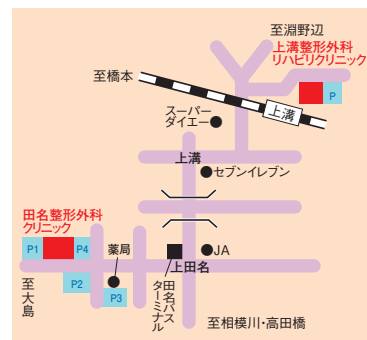 至淵野辺
上溝整形外科
リハビリクリニック
至橋本
P
上溝
スーパー
ダイエー
上溝
セブンイレブン
田名整形外科
クリニック
P1
P4
薬局
JA
上田名
P2
P3
至大島
田名バス
ターミナル
至相模川・高田橋